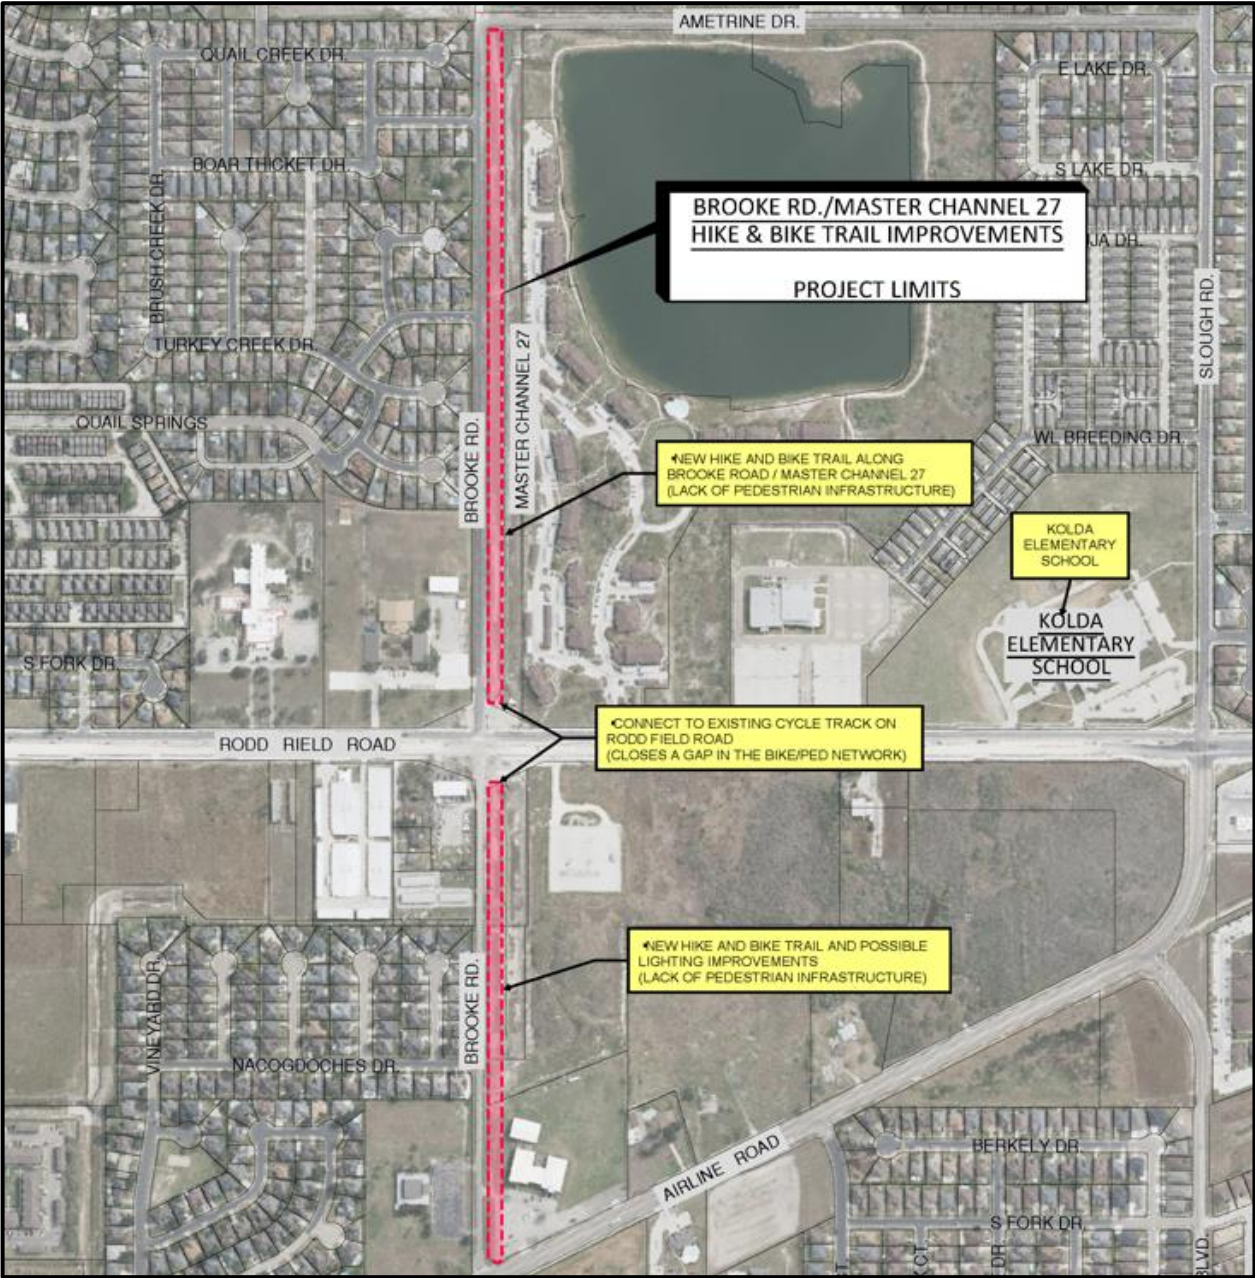 AMETRINE DR.
QUAIL CREEK DR.
E LAKE DR.
BOAR THICKET DR.
S LAKE DR.
BRUSH CREEK DR.
BROOKE RD./MASTER CHANNEL 27
HIKE & BIKE TRAIL IMPROVEMENTS
PROJECT LIMITS
JA DR.
SLOUGH RD.
TURKEY CREEK DR.
MASTER CHANNEL 27
QUAIL SPRINGS
BROOKE RD.
WL BREEDING DR.
•NEW HIKE AND BIKE TRAIL ALONG
BROOKE ROAD / MASTER CHANNEL 27
(LACK OF PEDESTRIAN INFRASTRUCTURE)
KOLDA
ELEMENTARY
SCHOOL
KOLDA
ELEMENTARY
SCHOOL
S FORK DR.
•CONNECT TO EXISTING CYCLE TRACK ON
RODD FIELD ROAD
(CLOSES A GAP IN THE BIKE/PED NETWORK)
RODD RIELD ROAD
•NEW HIKE AND BIKE TRAIL AND POSSIBLE
LIGHTING IMPROVEMENTS
(LACK OF PEDESTRIAN INFRASTRUCTURE)
VINEYARD DR.
BROOKE RD.
NACOGDOCHES DR.
AIRLINE ROAD
BERKELY DR.
S FORK DR.
CT.
DR
BLVD.